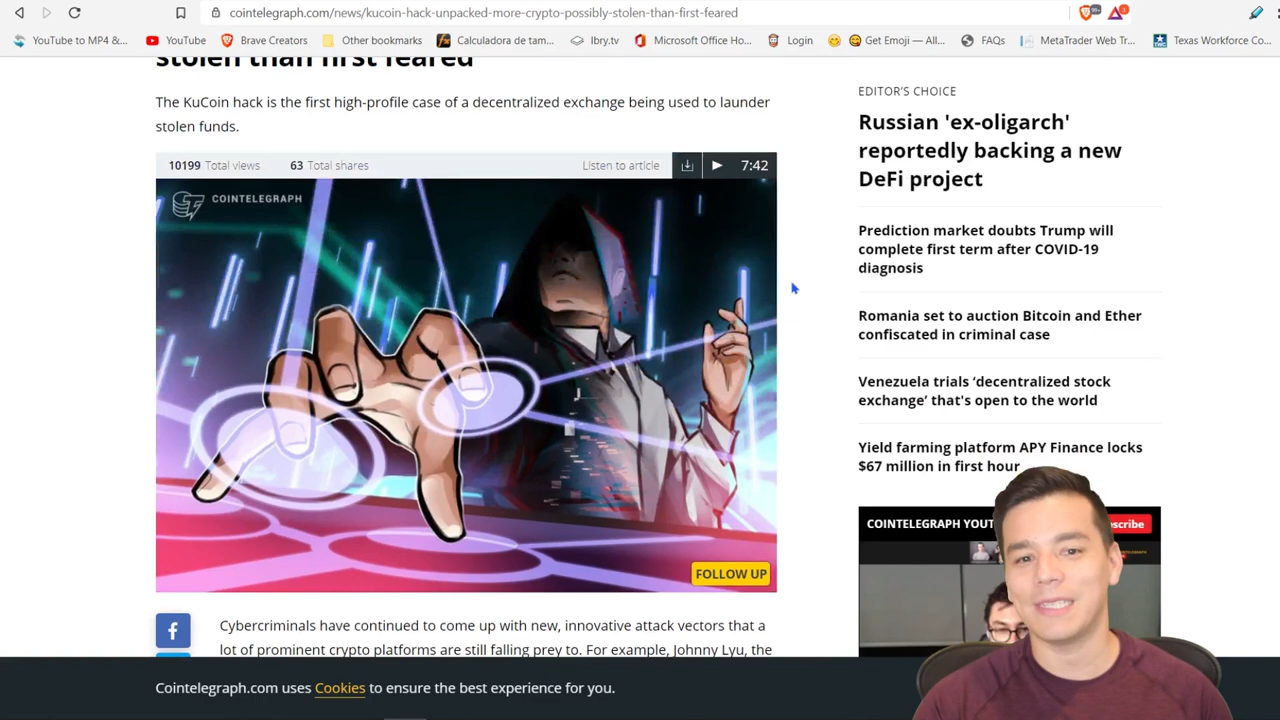 cointelegraph.com/news/kucoin-hack-unpacked-more-crypto-possibly-stolen-than-first-feared
YouTube to MP4 &... YouTube Brave Creators Other bookmarks Calculadora de tam... lbry.tv Microsoft Office Ho... Login Get Emoji — All... FAQs MetaTrader Web Tr... Texas Workforce Co...
stolen than first feared
The KuCoin hack is the first high-profile case of a decentralized exchange being used to launder
stolen funds.
10199 Total views 63 Total shares Listen to article 7:42
COINTELEGRAPH
FOLLOW UP
Cybercriminals have continued to come up with new, innovative attack vectors that a
lot of prominent crypto platforms are still falling prey to. For example, Johnny Lyu, the
EDITOR'S CHOICE
Russian 'ex-oligarch'
reportedly backing a new
DeFi project
Prediction market doubts Trump will
complete first term after COVID-19
diagnosis
Romania set to auction Bitcoin and Ether
confiscated in criminal case
Venezuela trials ‘decentralized stock
exchange’ that's open to the world
Yield farming platform APY Finance locks
$67 million in first hour
COINTELEGRAPH YOUT
scribe
Cointelegraph.com uses Cookies to ensure the best experience for you.